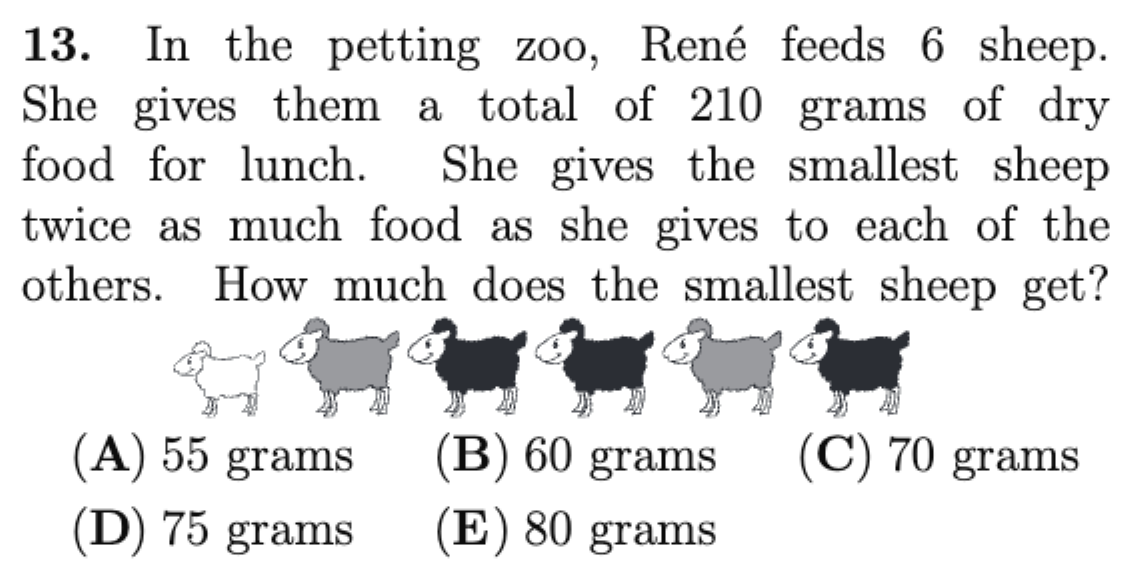 13. In the petting zoo, René feeds 6 sheep.
She gives them a total of 210 grams of dry
food for lunch. She gives the smallest sheep
twice as much food as she gives to each of the
others. How much does the smallest sheep get?
(A) 55 grams (B) 60 grams (C) 70 grams
(D) 75 grams (E) 80 grams